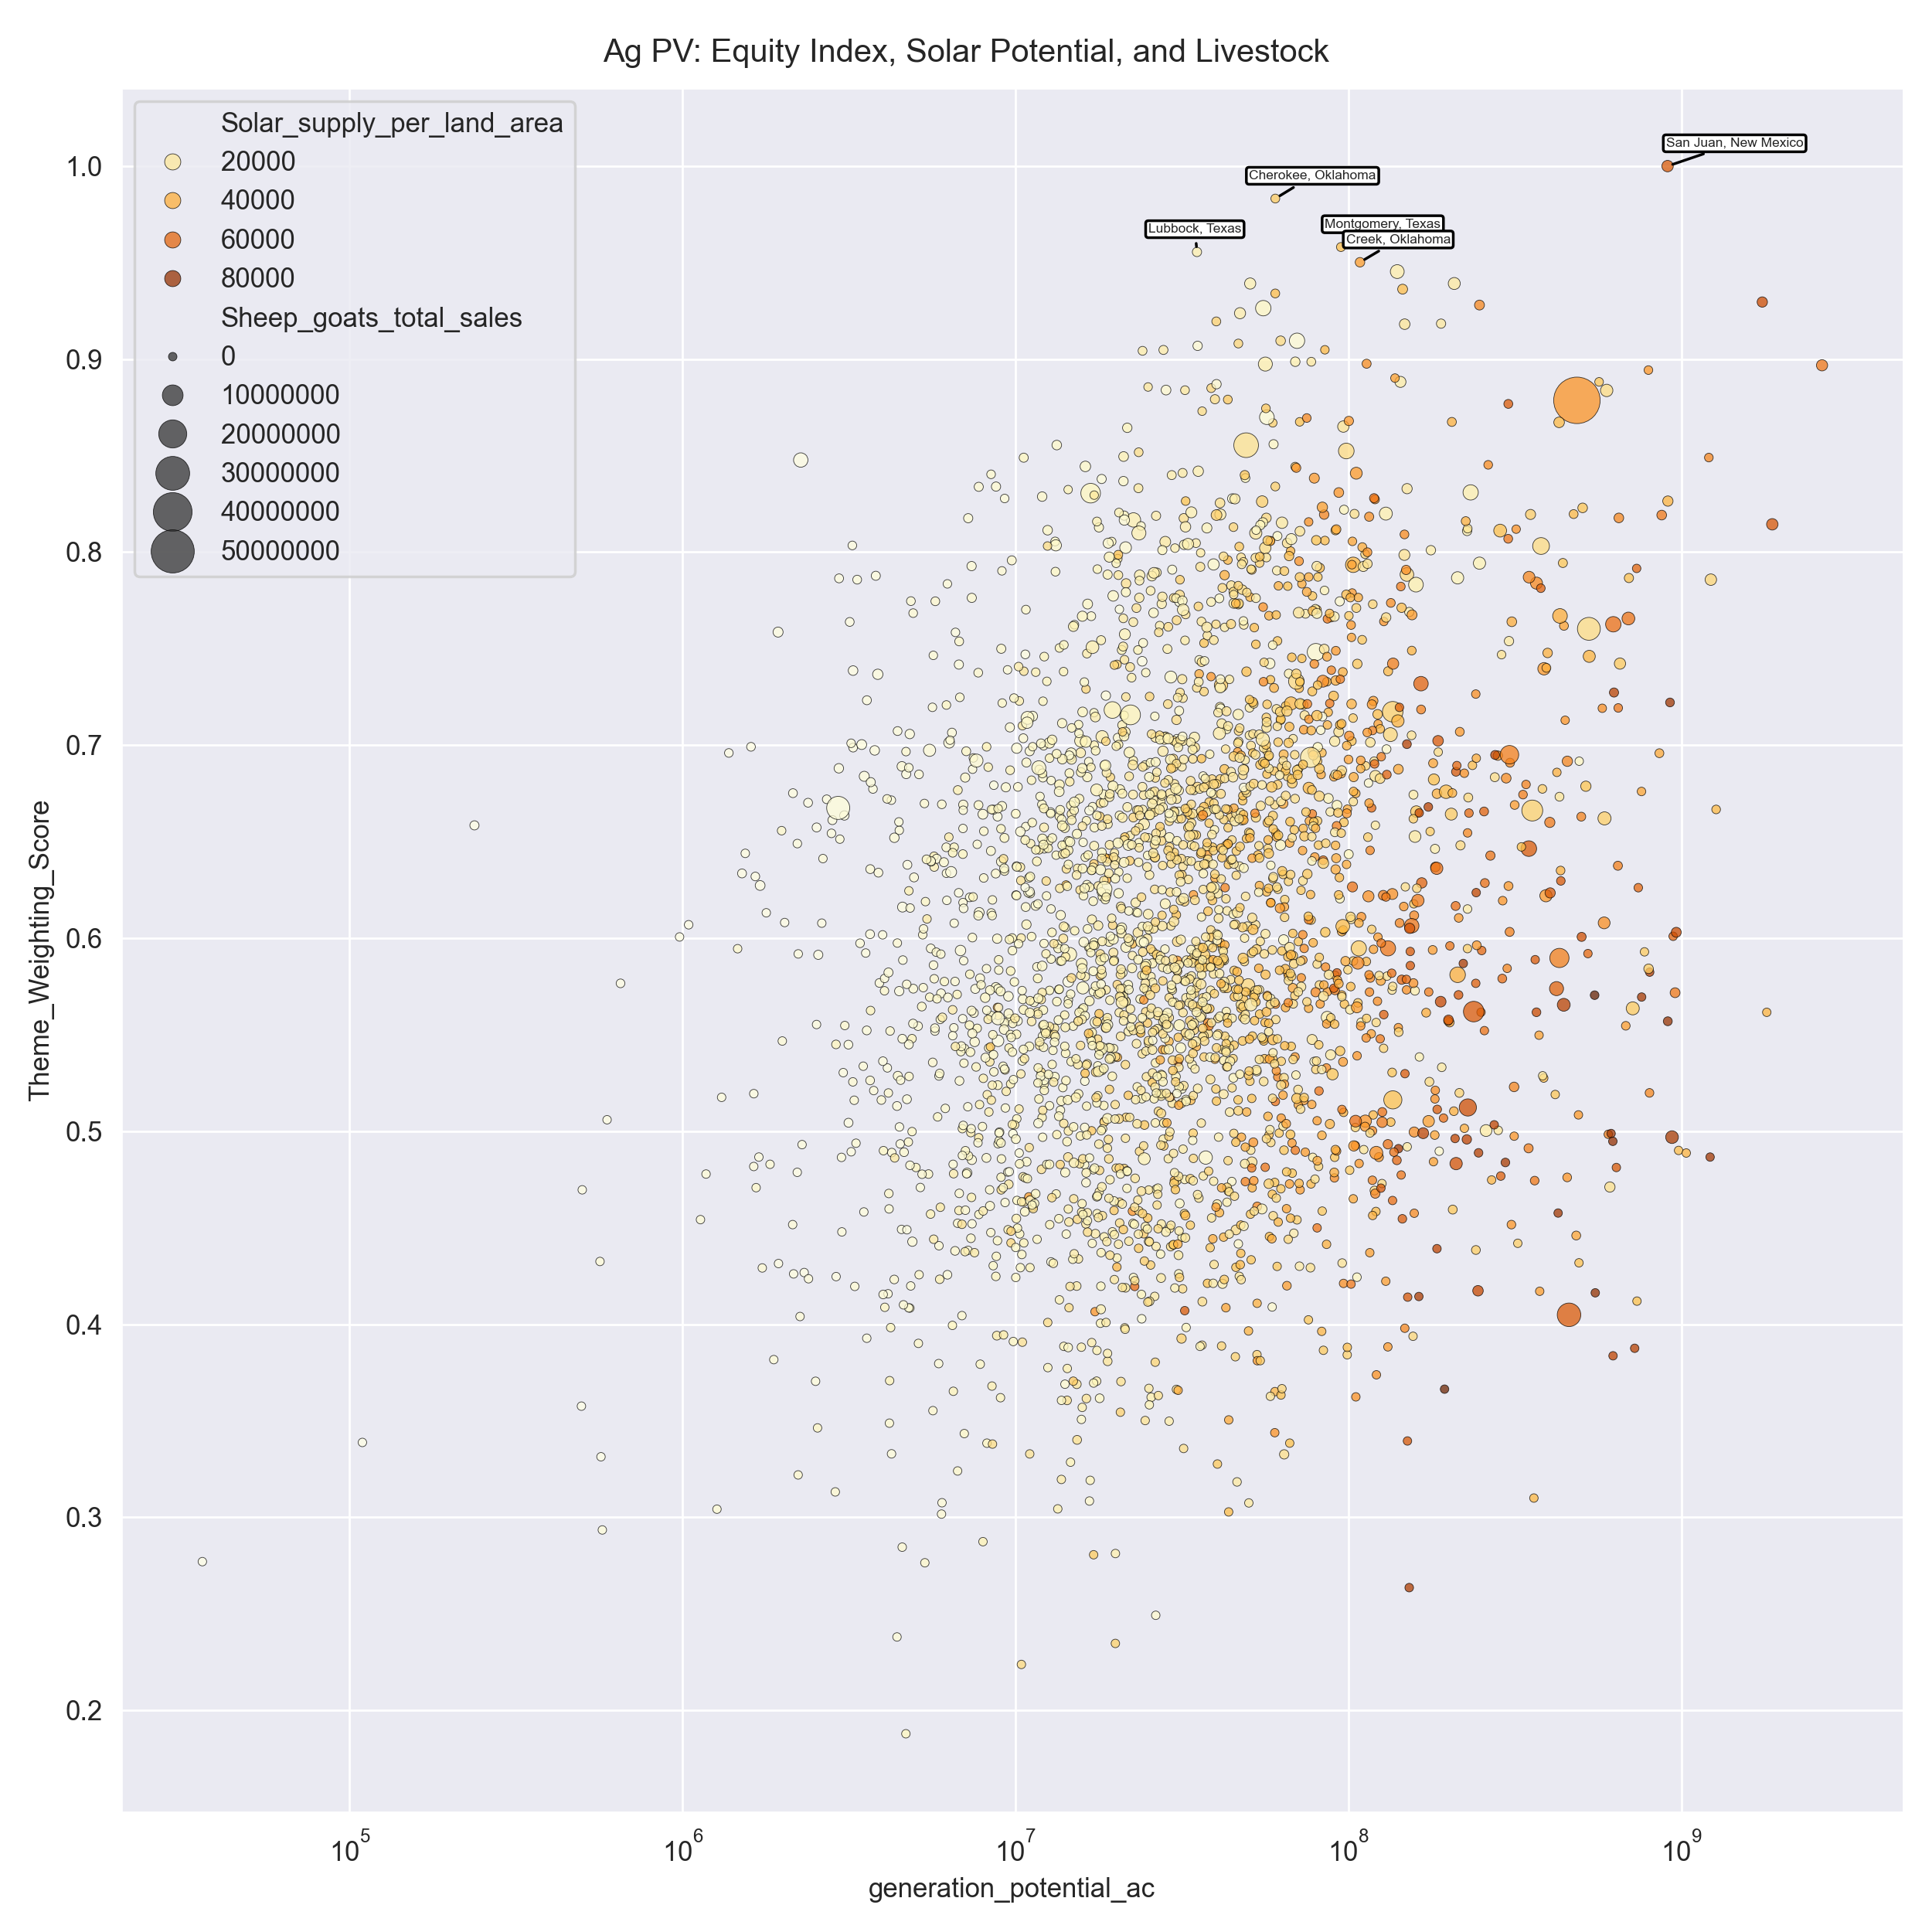 Ag PV: Equity Index, Solar Potential, and Livestock
Solar_supply_per_land_area
20000
40000
60000
80000
Sheep_goats_total_sales
0
10000000
20000000
30000000
40000000
50000000
San Juan, New Mexico
Cherokee, Oklahoma
Lubbock, Texas
Montgomery, Texas
Creek, Oklahoma
1.0
0.9
0.8
0.7
0.6
0.5
0.4
0.3
0.2
Theme_Weighting_Score
10^5
10^6
10^7
10^8
10^9
generation_potential_ac